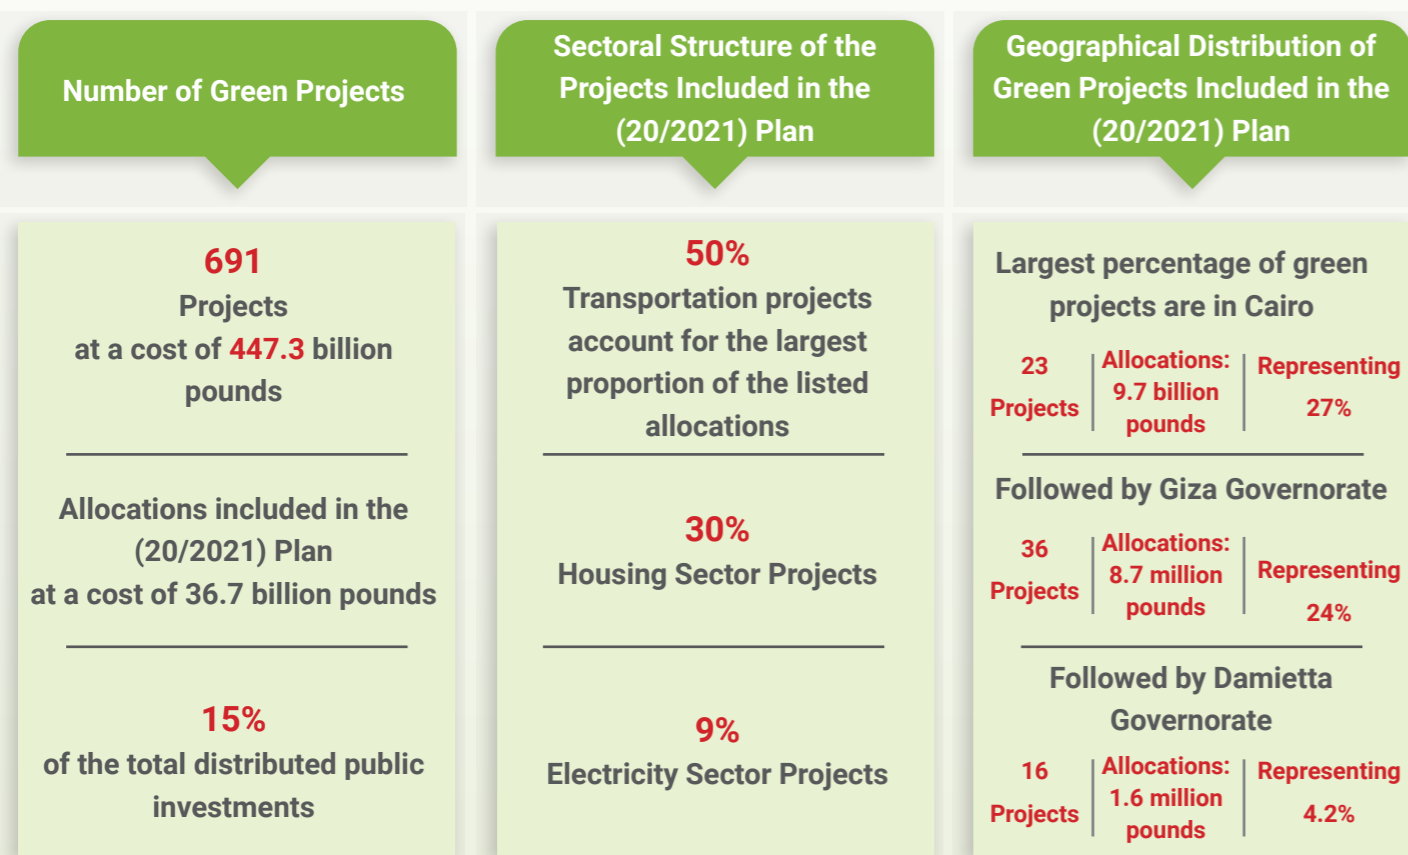 Number of Green Projects
691
Projects
at a cost of 447.3 billion
pounds
Allocations included in the
(20/2021) Plan
at a cost of 36.7 billion pounds
15%
of the total distributed public
investments
Sectoral Structure of the
Projects Included in the
(20/2021) Plan
50%
Transportation projects
account for the largest
proportion of the listed
allocations
30%
Housing Sector Projects
9%
Electricity Sector Projects
Geographical Distribution of
Green Projects Included in the
(20/2021) Plan
Largest percentage of green
projects are in Cairo
23
Projects
Allocations:
9.7 billion
pounds
Representing
27%
Followed by Giza Governorate
36
Projects
Allocations:
8.7 million
pounds
Representing
24%
Followed by Damietta
Governorate
16
Projects
Allocations:
1.6 million
pounds
Representing
4.2%